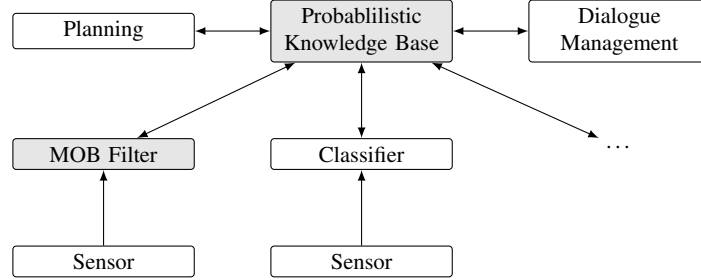 Planning
Probablilistic
Knowledge Base
Dialogue
Management
MOB Filter
Classifier
...
Sensor
Sensor